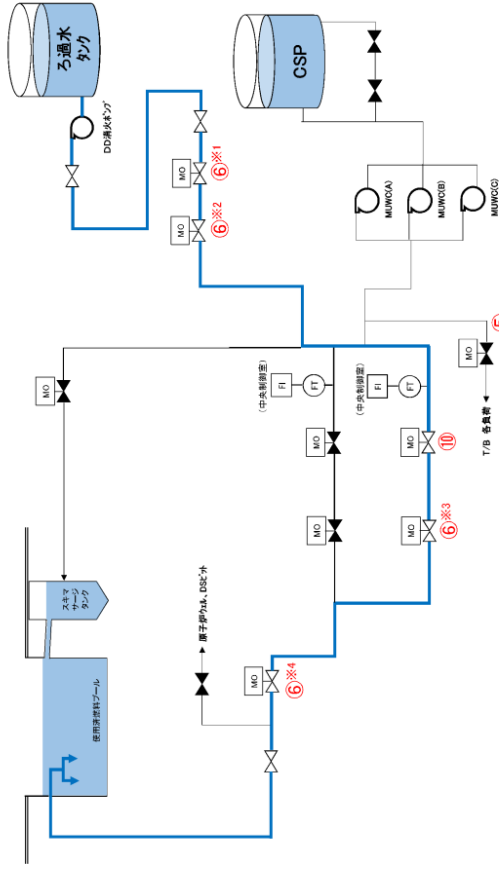 ろ過水
タンク
DD消火ポンプ
CSP
MO
⑥※1
MO
⑥※2
MUWC(A)
MUWC(B)
MUWC(C)
MO
⑤
T/B 各負荷
MO
(中央制御室)
FI
FT
(中央制御室)
FI
FT
MO
MO
MO
⑩
MO
⑥※3
スキマ
サージ
タンク
使用済燃料プール
原子炉ウェル、DSピット
MO
⑥※4